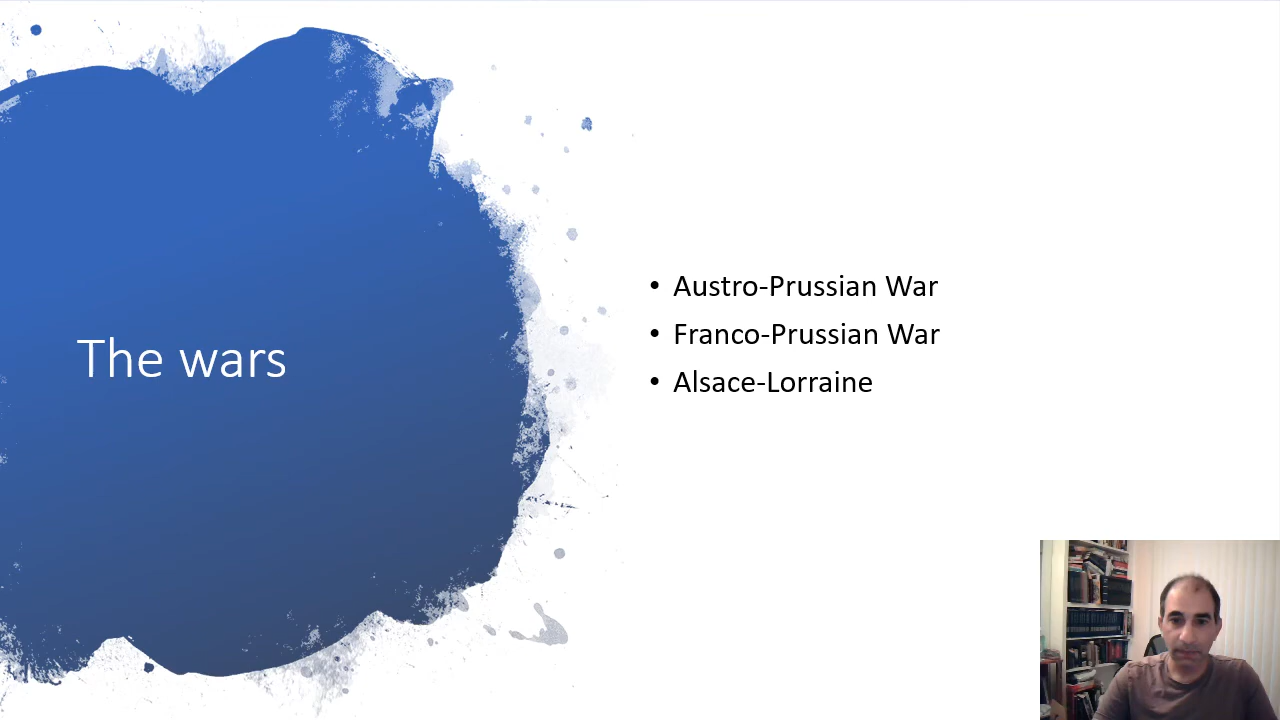 The wars
• Austro-Prussian War
• Franco-Prussian War
• Alsace-Lorraine